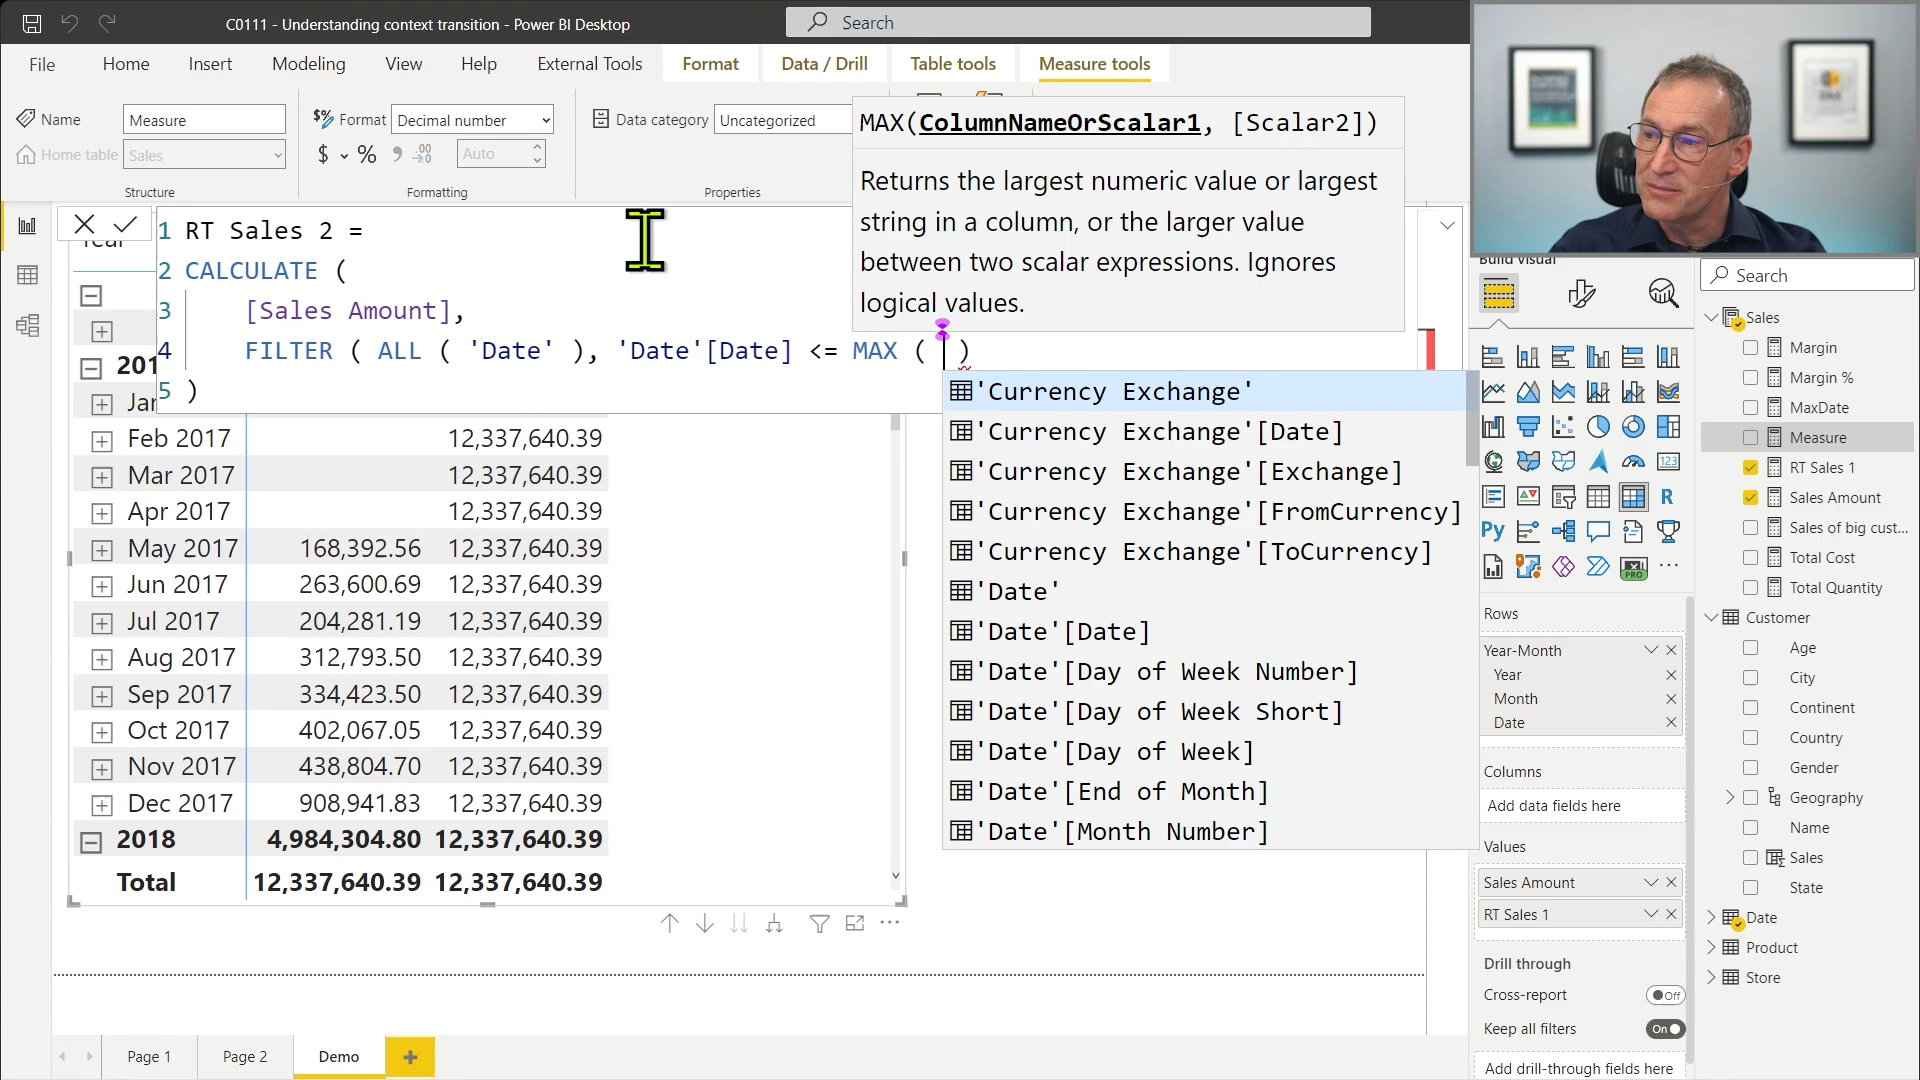 C0111 - Understanding context transition - Power BI Desktop
Search
File
Home
Insert
Modeling
View
Help
External Tools
Format
Data / Drill
Table tools
Measure tools
Name
Measure
Home table
Sales
Structure
Format
Decimal number
$
%
Auto
Formatting
Data category
Uncategorized
Properties
MAX(ColumnNameOrScalar1, [Scalar2])
Returns the largest numeric value or largest
string in a column, or the larger value
between two scalar expressions. Ignores
logical values.
1 RT Sales 2 =
2 CALCULATE (
3 [Sales Amount],
4 FILTER ( ALL ( 'Date' ), 'Date'[Date] <= MAX ( )
5 )
'Currency Exchange'
'Currency Exchange'[Date]
'Currency Exchange'[Exchange]
'Currency Exchange'[FromCurrency]
'Currency Exchange'[ToCurrency]
'Date'
'Date'[Date]
'Date'[Day of Week Number]
'Date'[Day of Week Short]
'Date'[Day of Week]
'Date'[End of Month]
'Date'[Month Number]
Feb 2017 12,337,640.39
Mar 2017 12,337,640.39
Apr 2017 12,337,640.39
May 2017 168,392.56 12,337,640.39
Jun 2017 263,600.69 12,337,640.39
Jul 2017 204,281.19 12,337,640.39
Aug 2017 312,793.50 12,337,640.39
Sep 2017 334,423.50 12,337,640.39
Oct 2017 402,067.05 12,337,640.39
Nov 2017 438,804.70 12,337,640.39
Dec 2017 908,941.83 12,337,640.39
2018 4,984,304.80 12,337,640.39
Total 12,337,640.39 12,337,640.39
Page 1
Page 2
Demo
+
Build visual
123
R
Py
PRO
Rows
Year-Month
Year
Month
Date
Columns
Add data fields here
Values
Sales Amount
RT Sales 1
Drill through
Cross-report
Off
Keep all filters
On
Add drill-through fields here
Search
Sales
Margin
Margin %
MaxDate
Measure
RT Sales 1
Sales Amount
Sales of big cust...
Total Cost
Total Quantity
Customer
Age
City
Continent
Country
Gender
Geography
Name
Sales
State
Date
Product
Store